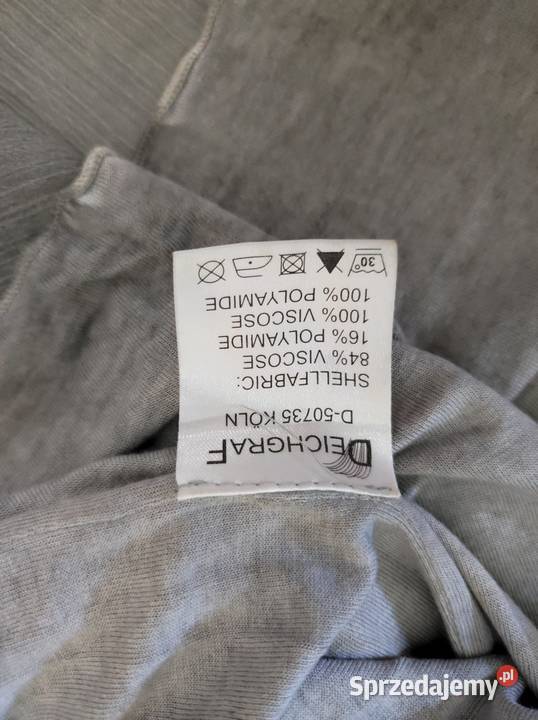 DEICHGRAF
D-50735 KÖLN
SHELLFABRIC:
84% VISCOSE
16% POLYAMIDE
100% VISCOSE
100% POLYAMIDE
30°
Sprzedajemy.pl